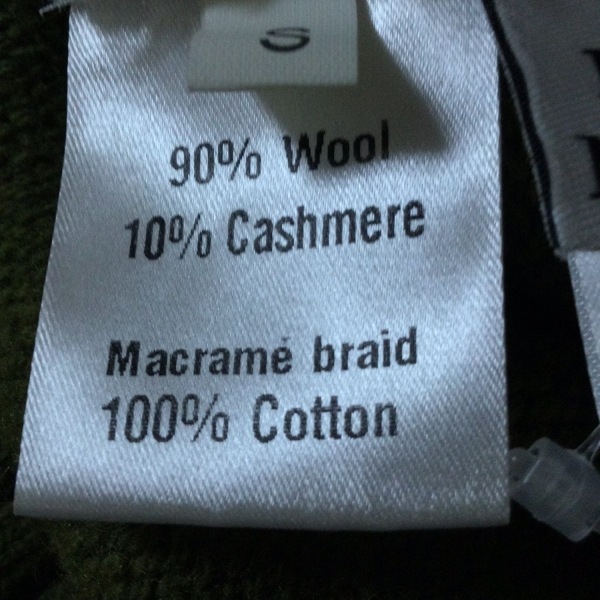 S
90% Wool
10% Cashmere
Macramé braid
100% Cotton